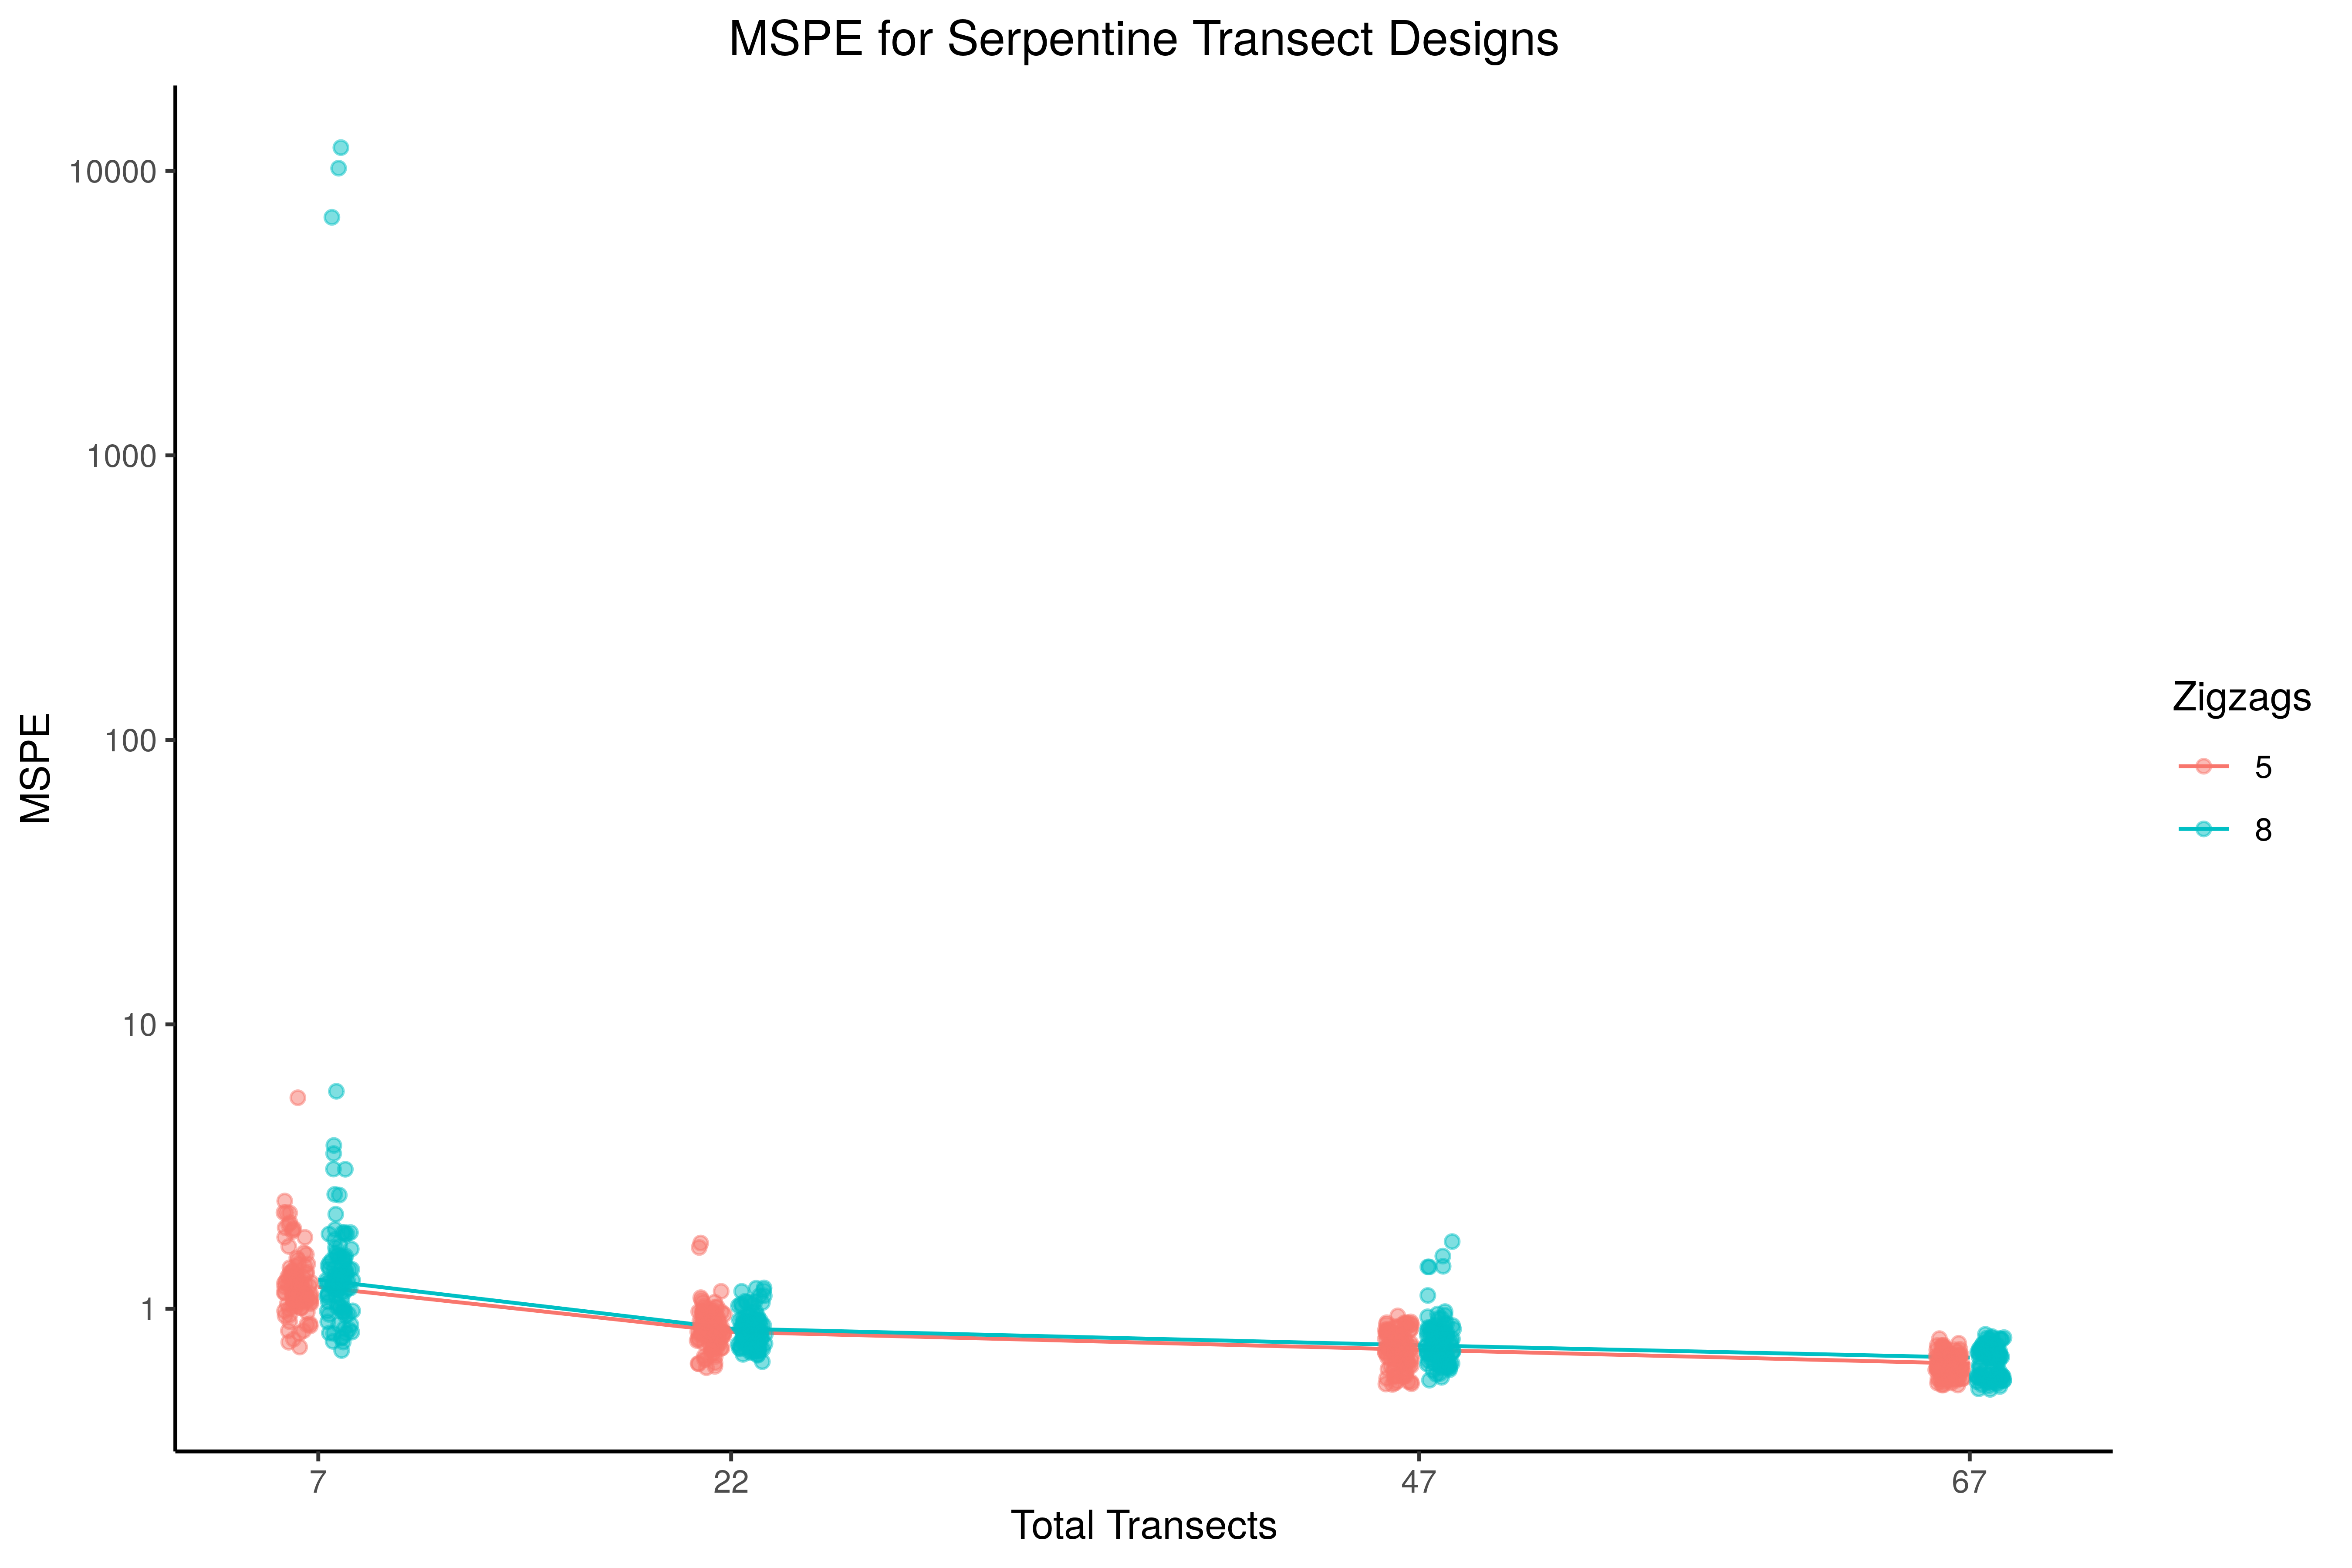 MSPE for Serpentine Transect Designs
10000
1000
100
10
1
MSPE
7 22 47 67
Total Transects
Zigzags
5
8